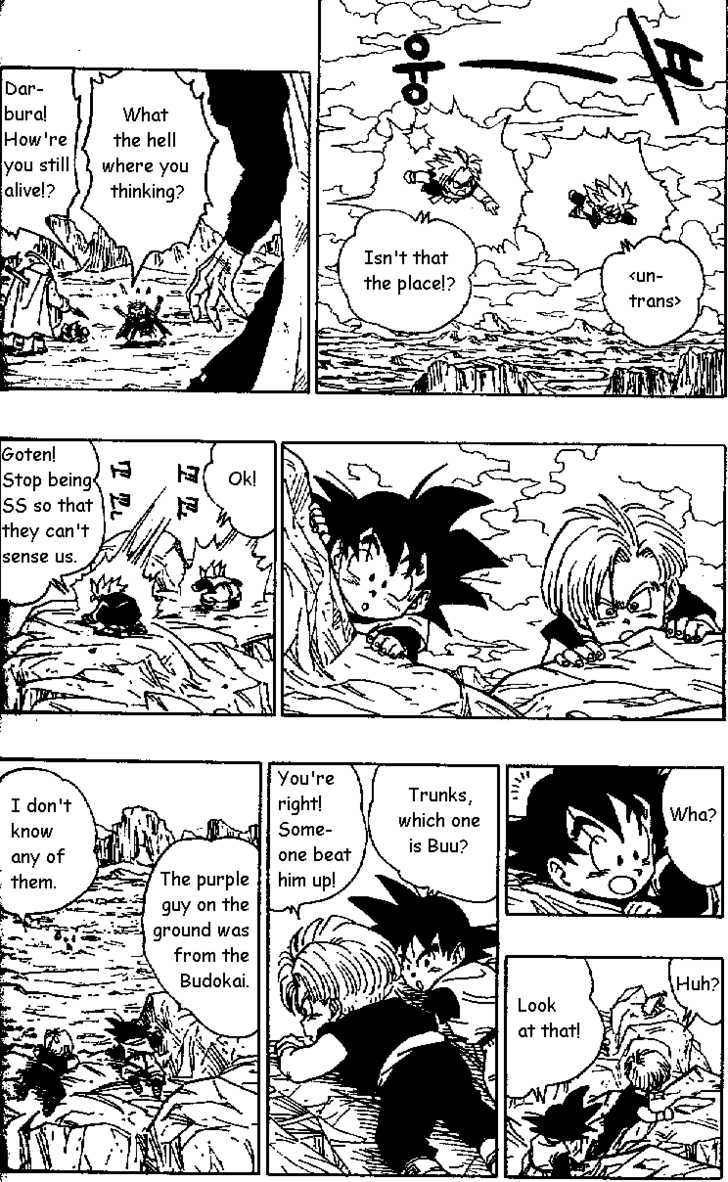 <un-
trans>
Isn't that
the place!?
What
the hell
where you
thinking?
Dar-
bura!
How're
you still
alive!?
Ok!
Goten!
Stop being
SS so that
they can't
sense us.
Wha?
Huh?
Look
at that!
Trunks,
which one
is Buu?
You're
right!
Some-
one beat
him up!
The purple
guy on the
ground was
from the
Budokai.
I don't
know
any of
them.